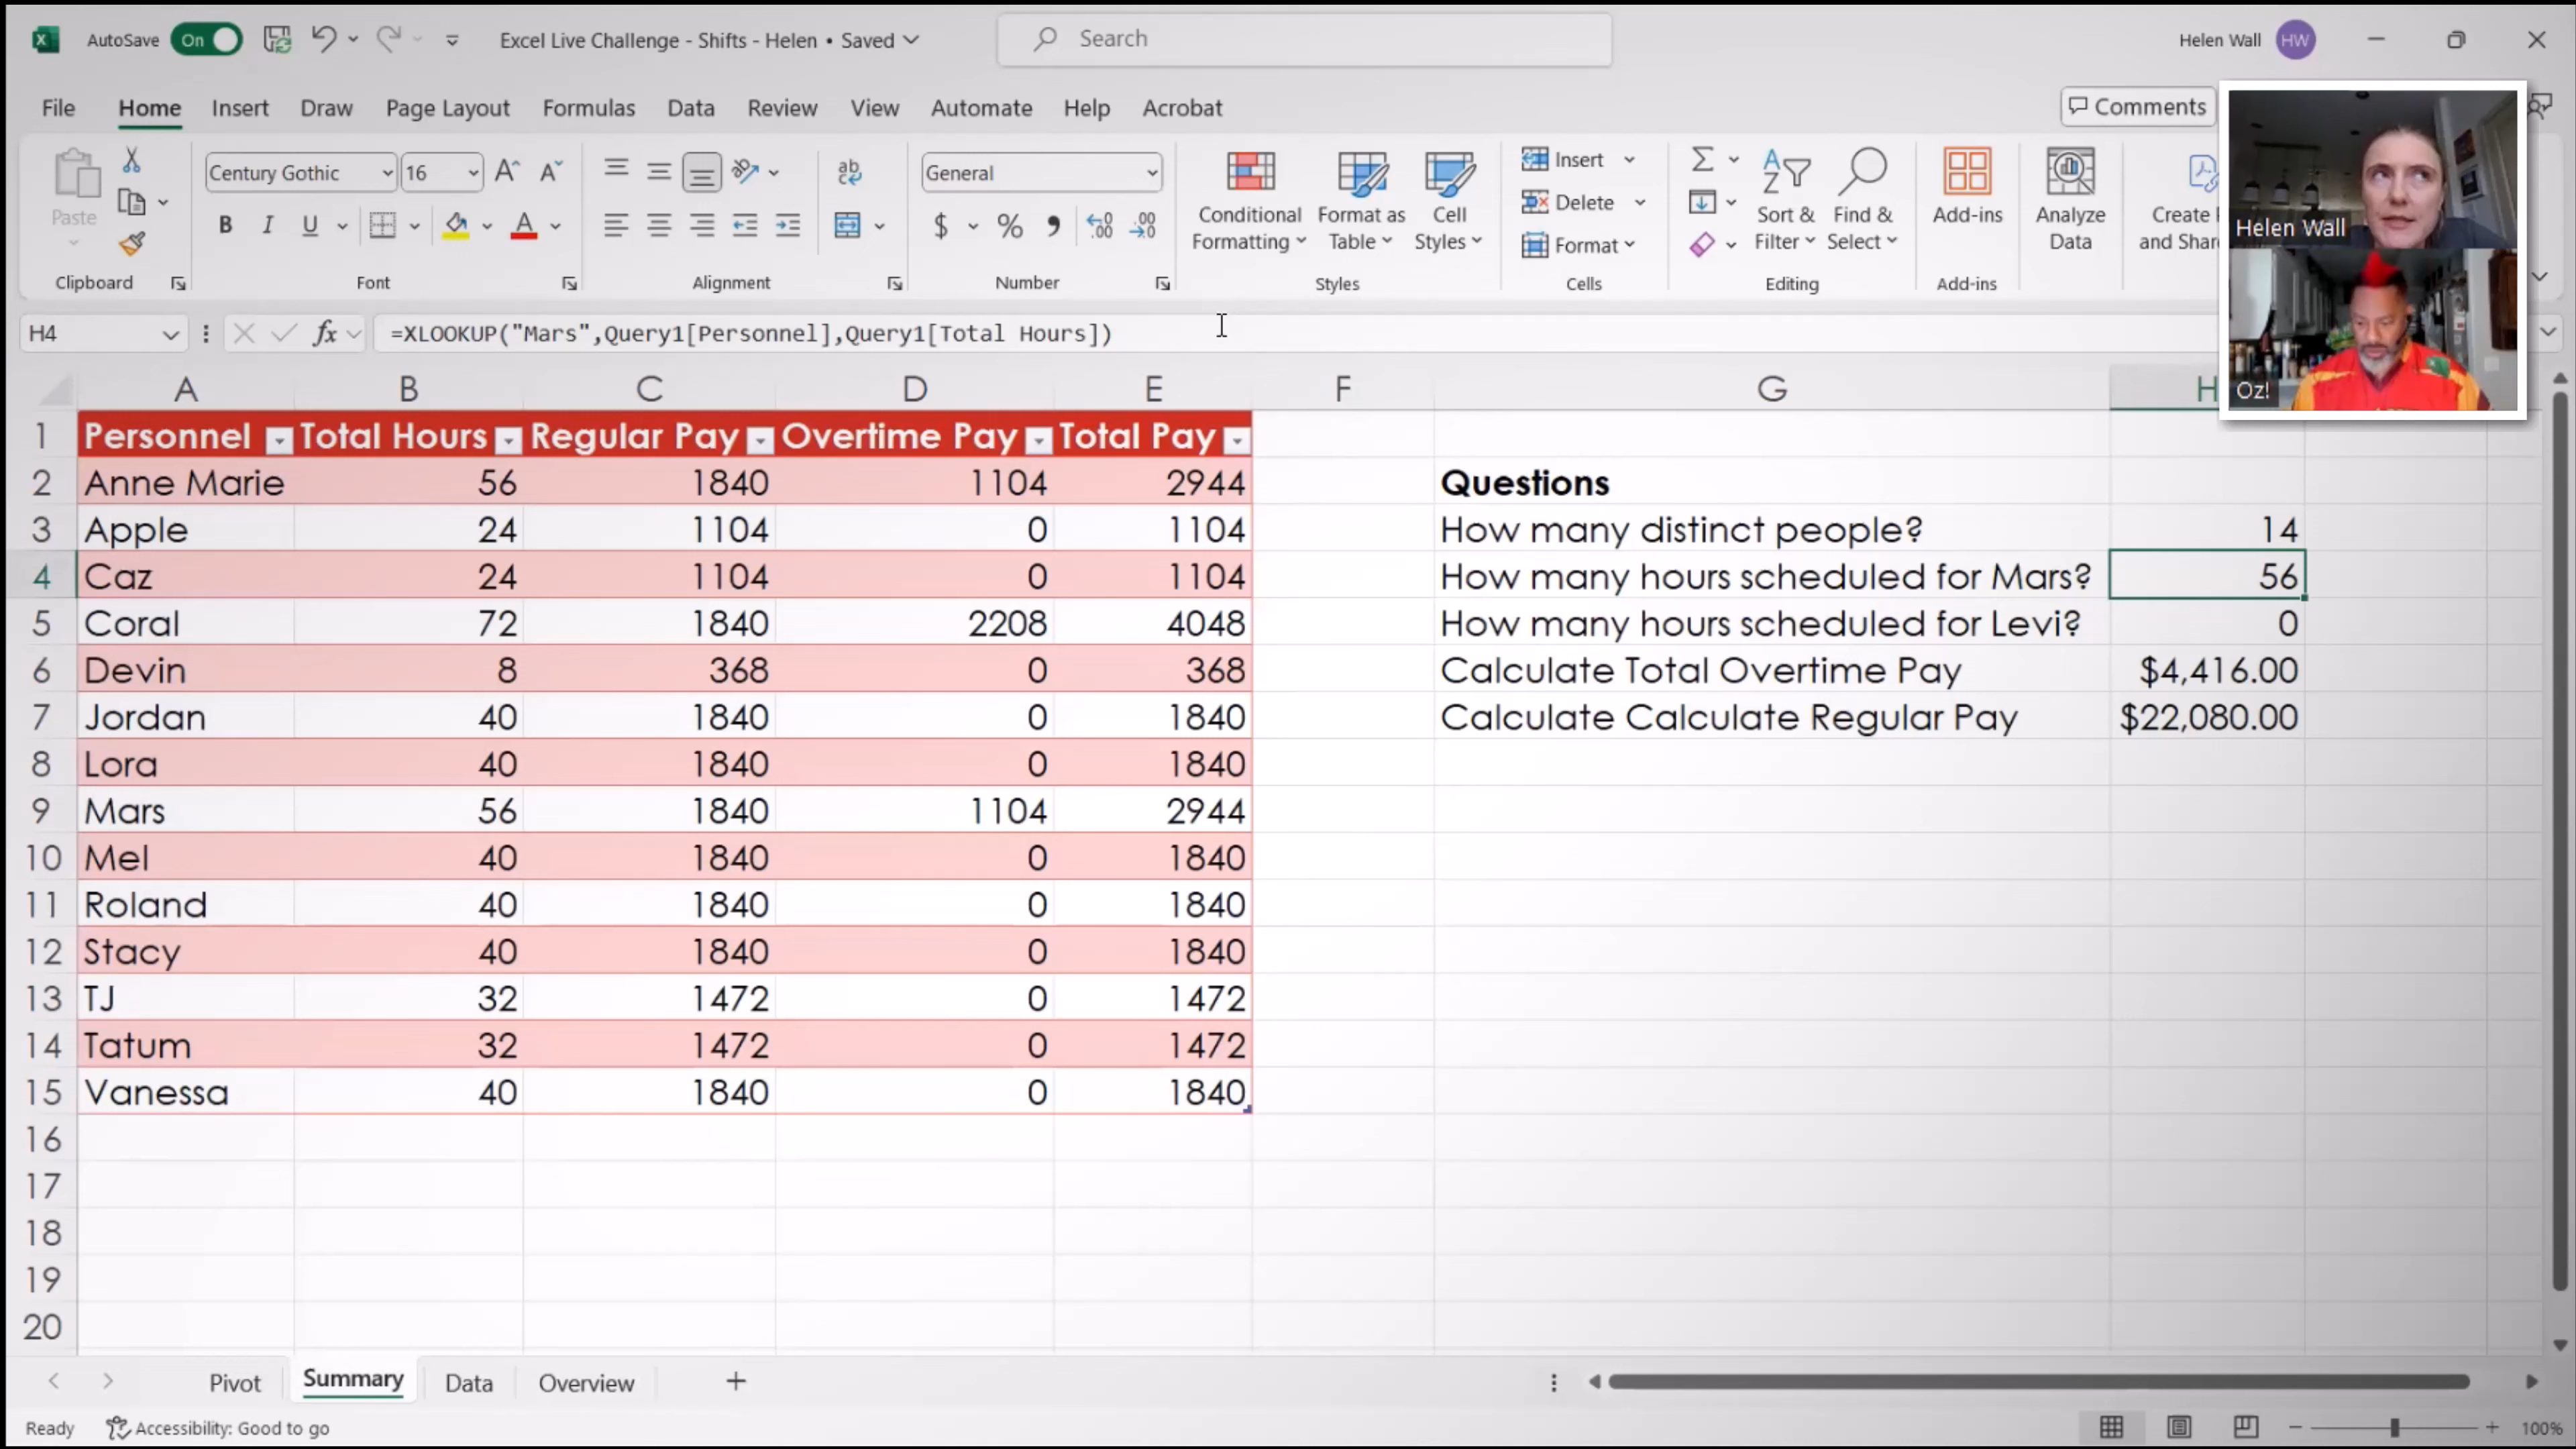 AutoSave On Excel Live Challenge - Shifts - Helen • Saved Search Helen Wall HW
File Home Insert Draw Page Layout Formulas Data Review View Automate Help Acrobat Comments
Paste
Clipboard
Century Gothic 16
B I U
Font
ab
Alignment
General
$ % ,
Number
Conditional Formatting
Format as Table
Cell Styles
Styles
Insert
Delete
Format
Cells
Sort & Filter
Find & Select
Editing
Add-ins
Add-ins
Analyze Data
Create
and Share
Helen Wall
Oz!
H4 fx =XLOOKUP("Mars",Query1[Personnel],Query1[Total Hours])
A B C D E F G H
1 Personnel Total Hours Regular Pay Overtime Pay Total Pay
2 Anne Marie 56 1840 1104 2944 Questions
3 Apple 24 1104 0 1104 How many distinct people? 14
4 Caz 24 1104 0 1104 How many hours scheduled for Mars? 56
5 Coral 72 1840 2208 4048 How many hours scheduled for Levi? 0
6 Devin 8 368 0 368 Calculate Total Overtime Pay $4,416.00
7 Jordan 40 1840 0 1840 Calculate Calculate Regular Pay $22,080.00
8 Lora 40 1840 0 1840
9 Mars 56 1840 1104 2944
10 Mel 40 1840 0 1840
11 Roland 40 1840 0 1840
12 Stacy 40 1840 0 1840
13 TJ 32 1472 0 1472
14 Tatum 32 1472 0 1472
15 Vanessa 40 1840 0 1840
16
17
18
19
20
Pivot Summary Data Overview +
Ready Accessibility: Good to go 100%